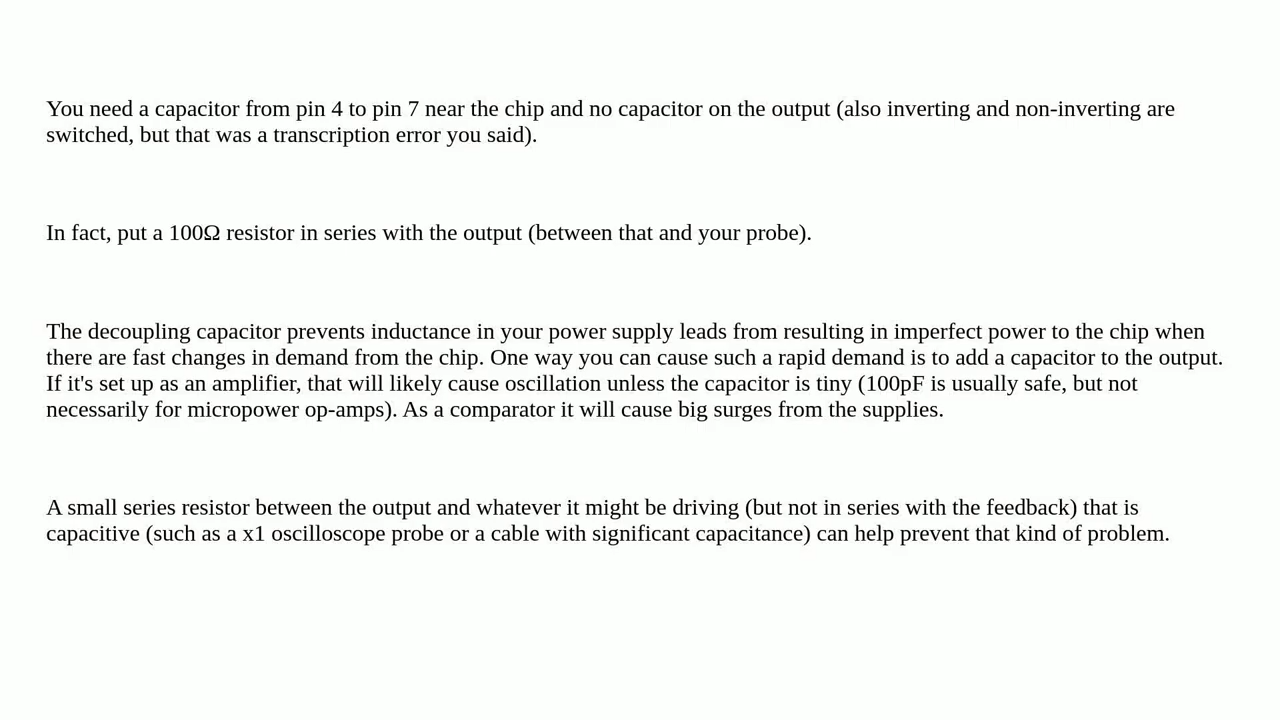 You need a capacitor from pin 4 to pin 7 near the chip and no capacitor on the output (also inverting and non-inverting are
switched, but that was a transcription error you said).
In fact, put a 100Ω resistor in series with the output (between that and your probe).
The decoupling capacitor prevents inductance in your power supply leads from resulting in imperfect power to the chip when
there are fast changes in demand from the chip. One way you can cause such a rapid demand is to add a capacitor to the output.
If it's set up as an amplifier, that will likely cause oscillation unless the capacitor is tiny (100pF is usually safe, but not
necessarily for micropower op-amps). As a comparator it will cause big surges from the supplies.
A small series resistor between the output and whatever it might be driving (but not in series with the feedback) that is
capacitive (such as a x1 oscilloscope probe or a cable with significant capacitance) can help prevent that kind of problem.